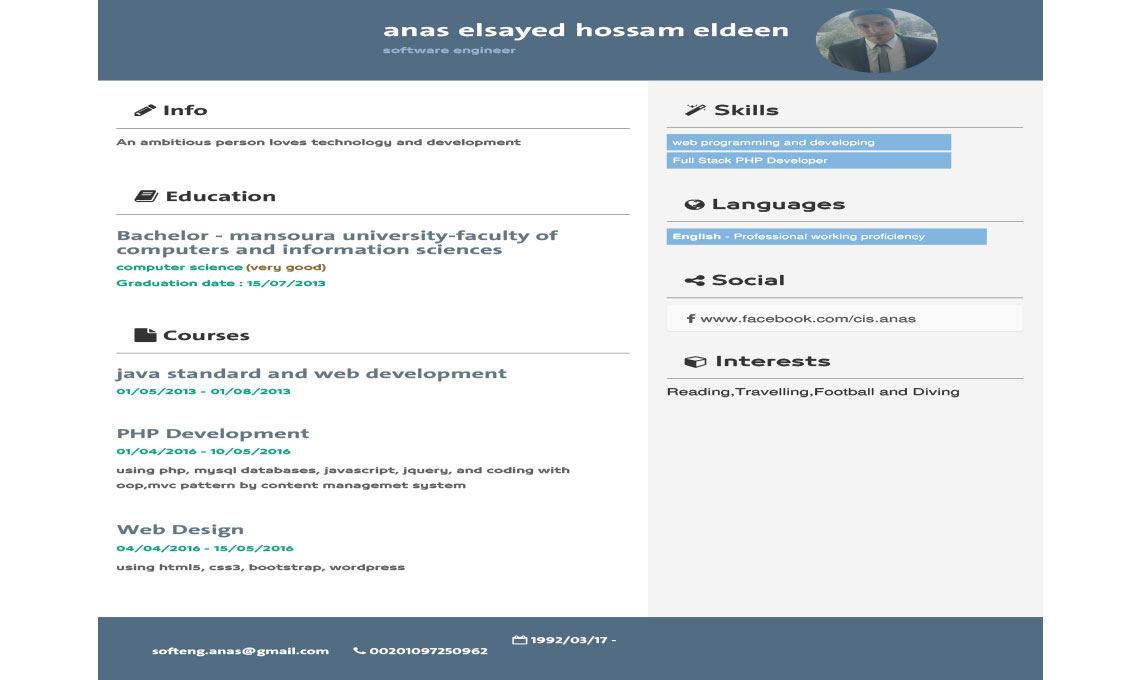 anas elsayed hossam eldeen
software engineer
Info
An ambitious person loves technology and development
Education
Bachelor - mansoura university-faculty of
computers and information sciences
computer science (very good)
Graduation date : 15/07/2013
Courses
java standard and web development
01/05/2013 - 01/08/2013
PHP Development
01/04/2016 - 10/05/2016
using php, mysql databases, javascript, jquery, and coding with
oop,mvc pattern by content managemet system
Web Design
04/04/2016 - 15/05/2016
using html5, css3, bootstrap, wordpress
Skills
web programming and developing
Full Stack PHP Developer
Languages
English - Professional working proficiency
Social
www.facebook.com/cis.anas
Interests
Reading,Travelling,Football and Diving
softeng.anas@gmail.com 00201097250962 1992/03/17 -